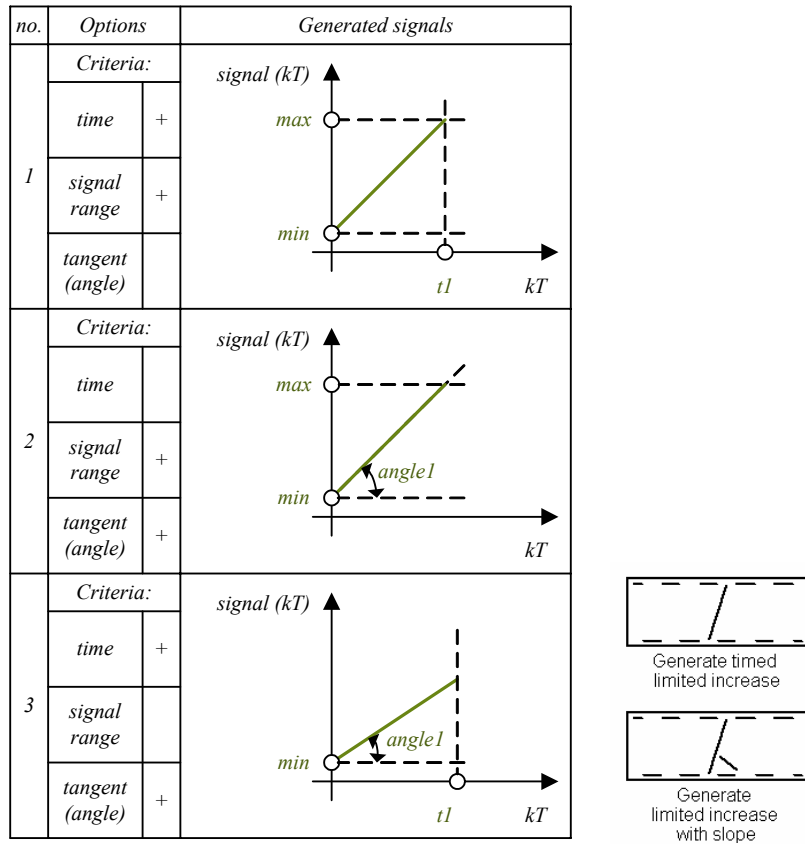 no. Options Generated signals
1
Criteria:
time +
signal
range +
tangent
(angle)
signal (kT)
max
min
t1 kT
2
Criteria:
time
signal
range +
tangent
(angle) +
signal (kT)
max
angle1
min
kT
3
Criteria:
time +
signal
range
tangent
(angle) +
signal (kT)
angle1
min
t1 kT
Generate timed
limited increase
Generate
limited increase
with slope